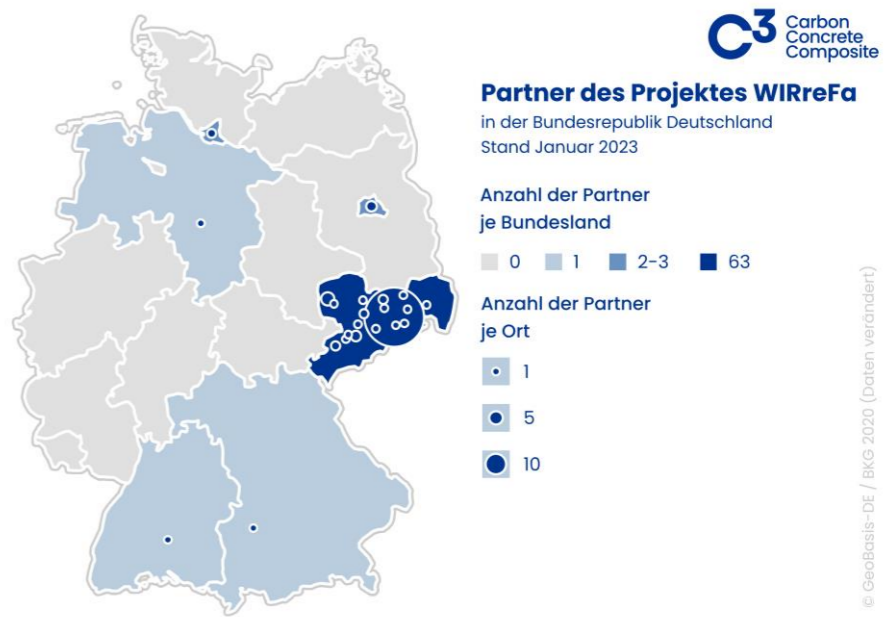 C³ Carbon
Concrete
Composite
Partner des Projektes WIRreFa
in der Bundesrepublik Deutschland
Stand Januar 2023
Anzahl der Partner
je Bundesland
0 1 2-3 63
Anzahl der Partner
je Ort
1
5
10
© GeoBasis-DE / BKG 2020 (Daten verändert)